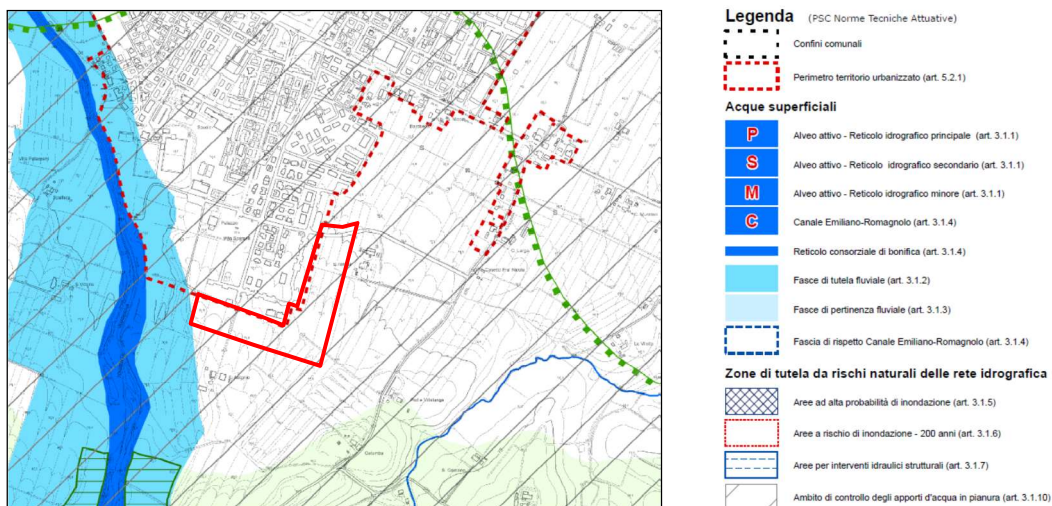 Legenda (PSC Norme Tecniche Attuative)
Confini comunali
Perimetro territorio urbanizzato (art. 5.2.1)
Acque superficiali
P Alveo attivo - Reticolo idrografico principale (art. 3.1.1)
S Alveo attivo - Reticolo idrografico secondario (art. 3.1.1)
M Alveo attivo - Reticolo idrografico minore (art. 3.1.1)
C Canale Emiliano-Romagnolo (art. 3.1.4)
Reticolo consorziale di bonifica (art. 3.1.4)
Fasce di tutela fluviale (art. 3.1.2)
Fasce di pertinenza fluviale (art. 3.1.3)
Fascia di rispetto Canale Emiliano-Romagnolo (art. 3.1.4)
Zone di tutela da rischi naturali delle rete idrografica
Aree ad alta probabilità di inondazione (art. 3.1.5)
Aree a rischio di inondazione - 200 anni (art. 3.1.6)
Aree per interventi idraulici strutturali (art. 3.1.7)
Ambito di controllo degli apporti d'acqua in pianura (art. 3.1.10)